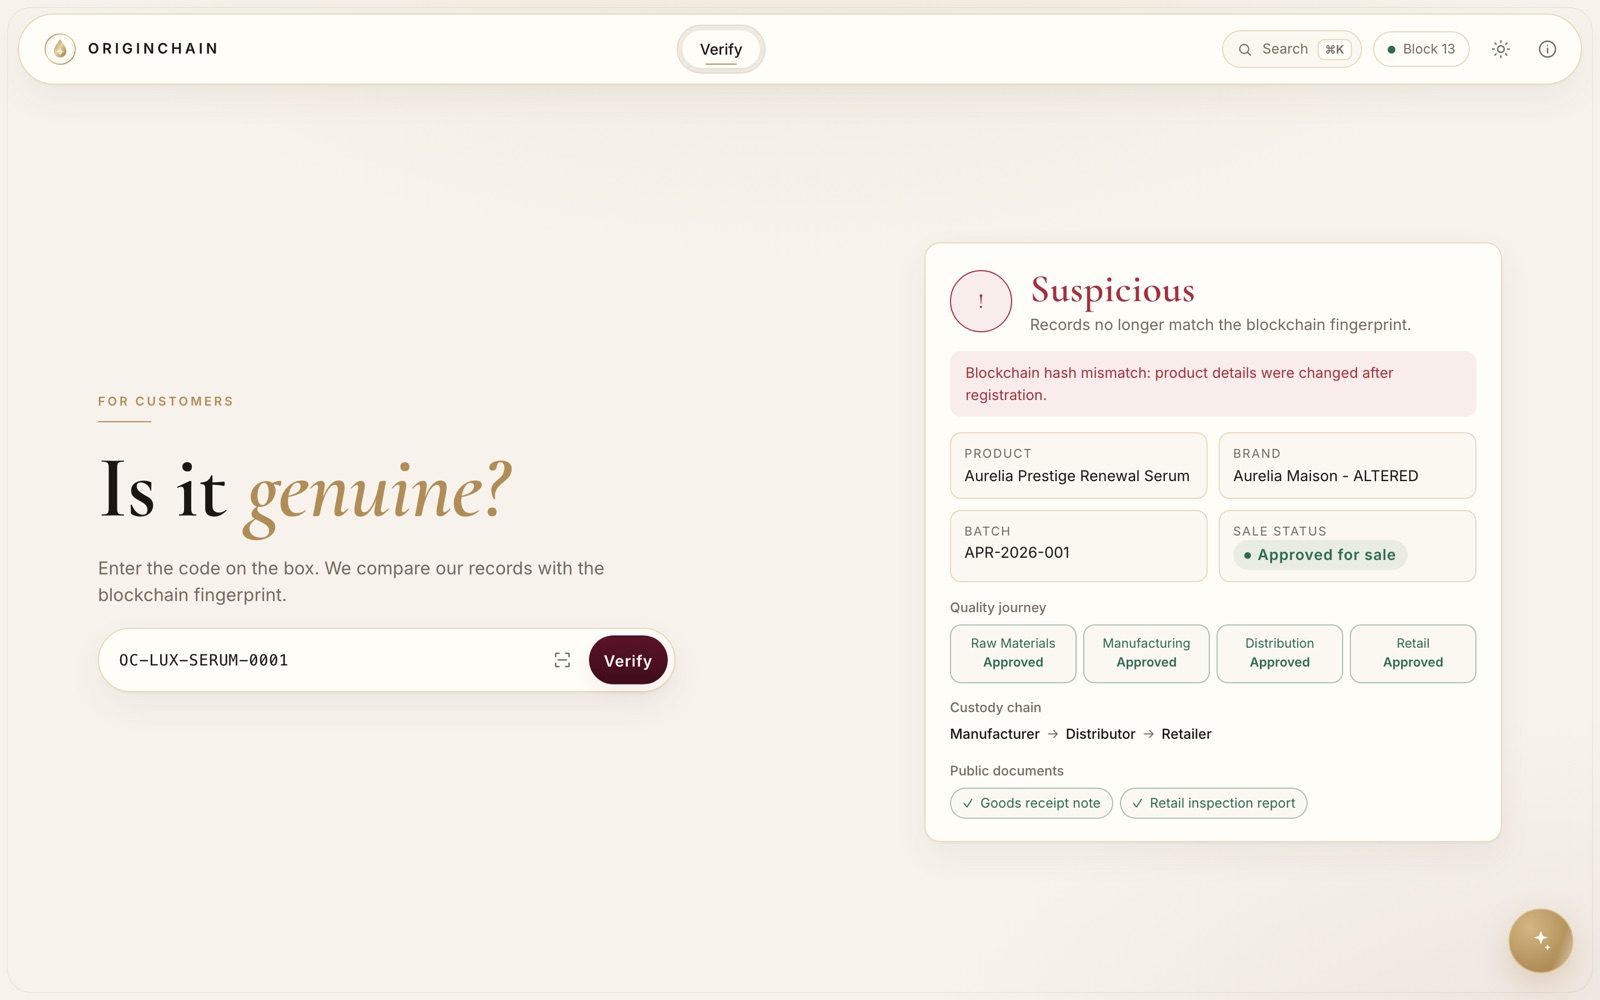 ORIGINCHAIN
Verify
Search ⌘K
Block 13
FOR CUSTOMERS
Is it genuine?
Enter the code on the box. We compare our records with the
blockchain fingerprint.
OC-LUX-SERUM-0001
Verify
!
Suspicious
Records no longer match the blockchain fingerprint.
Blockchain hash mismatch: product details were changed after
registration.
PRODUCT
Aurelia Prestige Renewal Serum
BRAND
Aurelia Maison - ALTERED
BATCH
APR-2026-001
SALE STATUS
Approved for sale
Quality journey
Raw Materials
Approved
Manufacturing
Approved
Distribution
Approved
Retail
Approved
Custody chain
Manufacturer → Distributor → Retailer
Public documents
✓ Goods receipt note
✓ Retail inspection report